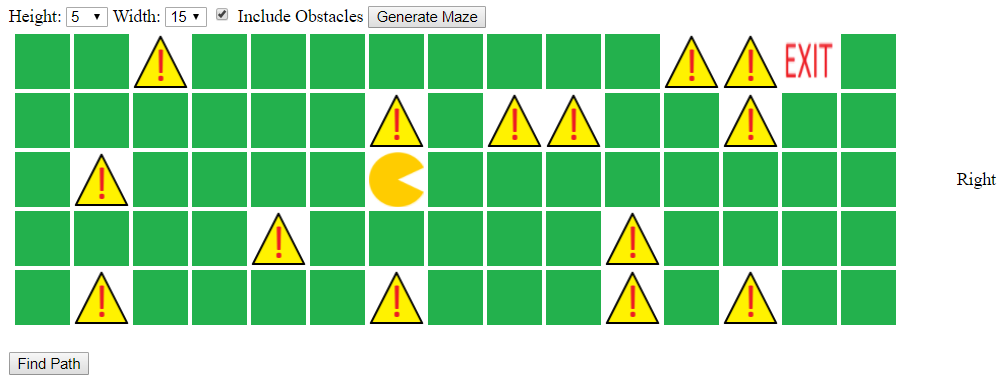 Height: 5 Width: 15 Include Obstacles Generate Maze
EXIT
Right
Find Path